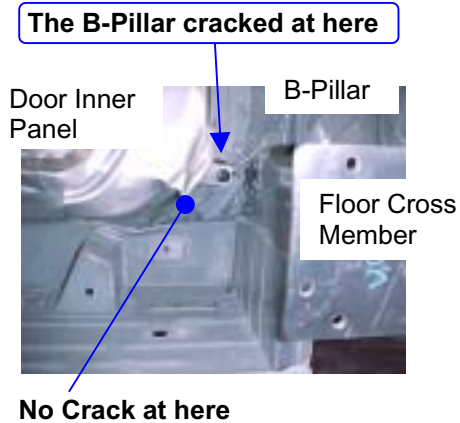 The B-Pillar cracked at here
Door Inner
Panel
B-Pillar
Floor Cross
Member
No Crack at here